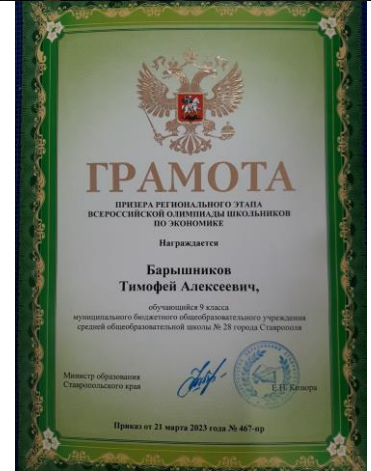 ГРАМОТА
ПРИЗЕРА РЕГИОНАЛЬНОГО ЭТАПА
ВСЕРОССИЙСКОЙ ОЛИМПИАДЫ ШКОЛЬНИКОВ
ПО ЭКОНОМИКЕ
Награждается
Барышников
Тимофей Алексеевич,
обучающийся 9 класса
муниципального бюджетного общеобразовательного учреждения
средней общеобразовательной школы № 28 города Ставрополя
Министр образования
Ставропольского края
Е.Н. Козюра
Приказ от 21 марта 2023 года № 467-пр